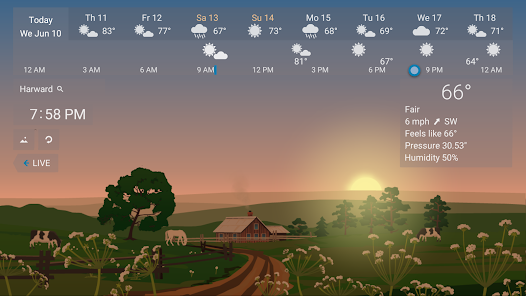 Today
We Jun 10
Th 11
83°
Fr 12
77°
Sa 13
67°
Su 14
73°
Mo 15
68°
Tu 16
69°
We 17
72°
Th 18
71°
81°
67°
64°
12 AM
3 AM
6 AM
9 AM
12 PM
3 PM
6 PM
9 PM
12 AM
Harward
7:58 PM
LIVE
66°
Fair
6 mph ↗ SW
Feels like 66°
Pressure 30.53"
Humidity 50%